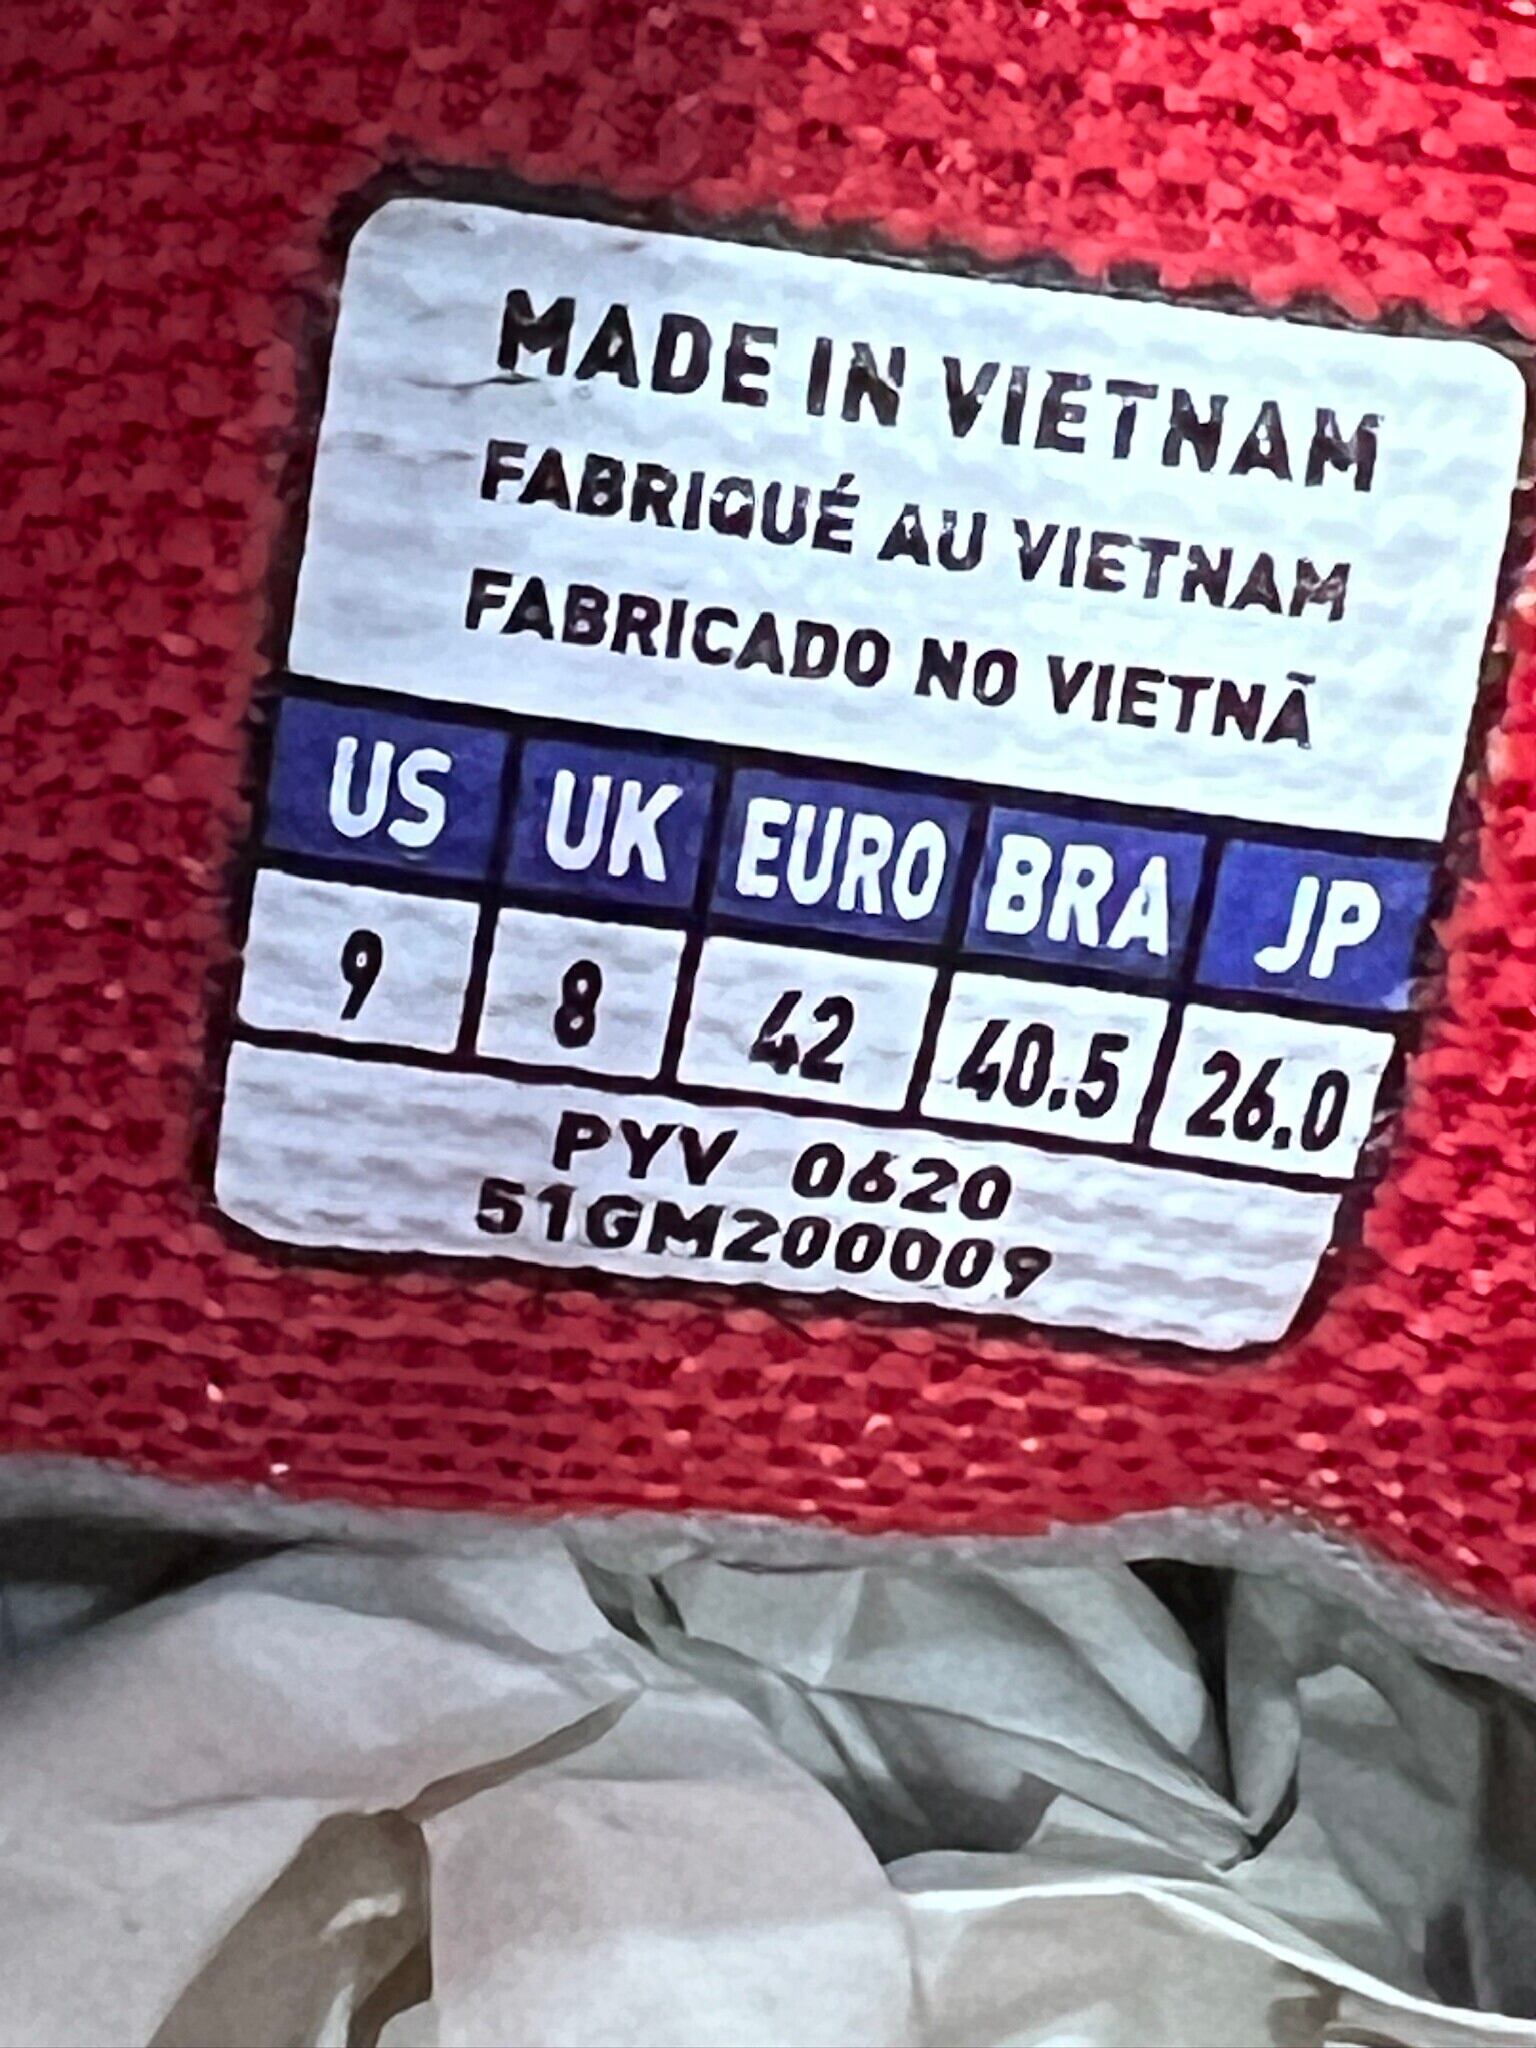 MADE IN VIETNAM
FABRIQUÉ AU VIETNAM
FABRICADO NO VIETNÃ
US UK EURO BRA JP
9 8 42 40.5 26.0
PYV 0620
51GM200009